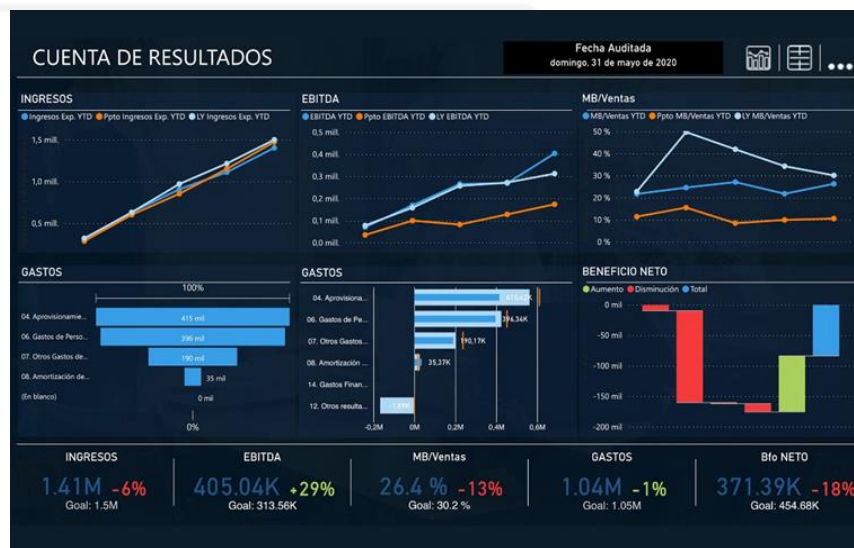 CUENTA DE RESULTADOS
Fecha Auditada
domingo, 31 de mayo de 2020
INGRESOS
Ingresos Exp. YTD Ppto Ingresos Exp. YTD LY Ingresos Exp. YTD
1,5 mill.
1,0 mill.
0,5 mill.
EBITDA
EBITDA YTD Ppto EBITDA YTD LY EBITDA YTD
0,5 mill.
0,4 mill.
0,3 mill.
0,2 mill.
0,1 mill.
0,0 mill.
MB/Ventas
MB/Ventas YTD Ppto MB/Ventas YTD LY MB/Ventas YTD
50 %
40 %
30 %
20 %
10 %
0 %
GASTOS
100%
04. Aprovisionamie... 415 mil
06. Gastos de Perso... 396 mil
07. Otros Gastos de... 190 mil
08. Amortización de... 35 mil
(En blanco) 0 mil
0%
GASTOS
04. Aprovisiona...
06. Gastos de Pe... 396,36K
07. Otros Gastos... 190,17K
08. Amortización ... 35,37K
14. Gastos Finan...
12. Otros resulta...
-0,2M 0M 0,2M 0,4M 0,6M
BENEFICIO NETO
Aumento Disminución Total
0 mil
-50 mil
-100 mil
-150 mil
-200 mil
INGRESOS
1.41M -6%
Goal: 1.5M
EBITDA
405.04K +29%
Goal: 313.56K
MB/Ventas
26.4 % -13%
Goal: 30.2 %
GASTOS
1.04M -1%
Goal: 1.05M
Bfo NETO
371.39K -18%
Goal: 454.68K